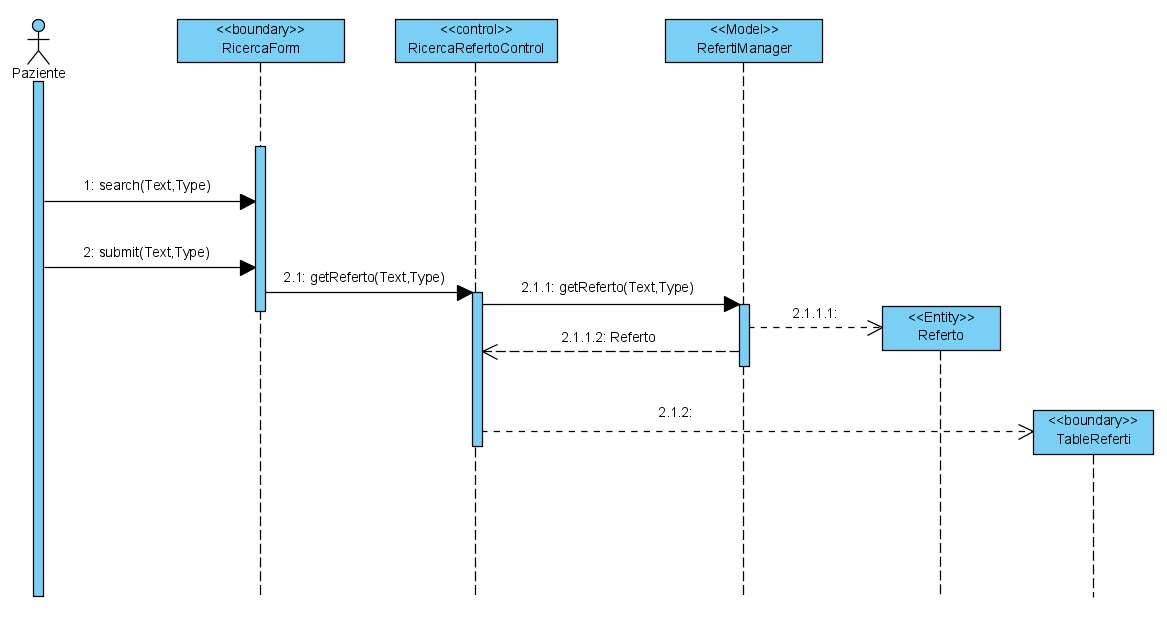 <<boundary>>
RicercaForm
<<control>>
RicercaRefertoControl
<<Model>>
RefertiManager
Paziente
1: search(Text,Type)
2: submit(Text,Type)
2.1: getReferto(Text,Type)
2.1.1: getReferto(Text,Type)
2.1.1.1:
<<Entity>>
Referto
2.1.1.2: Referto
2.1.2:
<<boundary>>
TableReferti